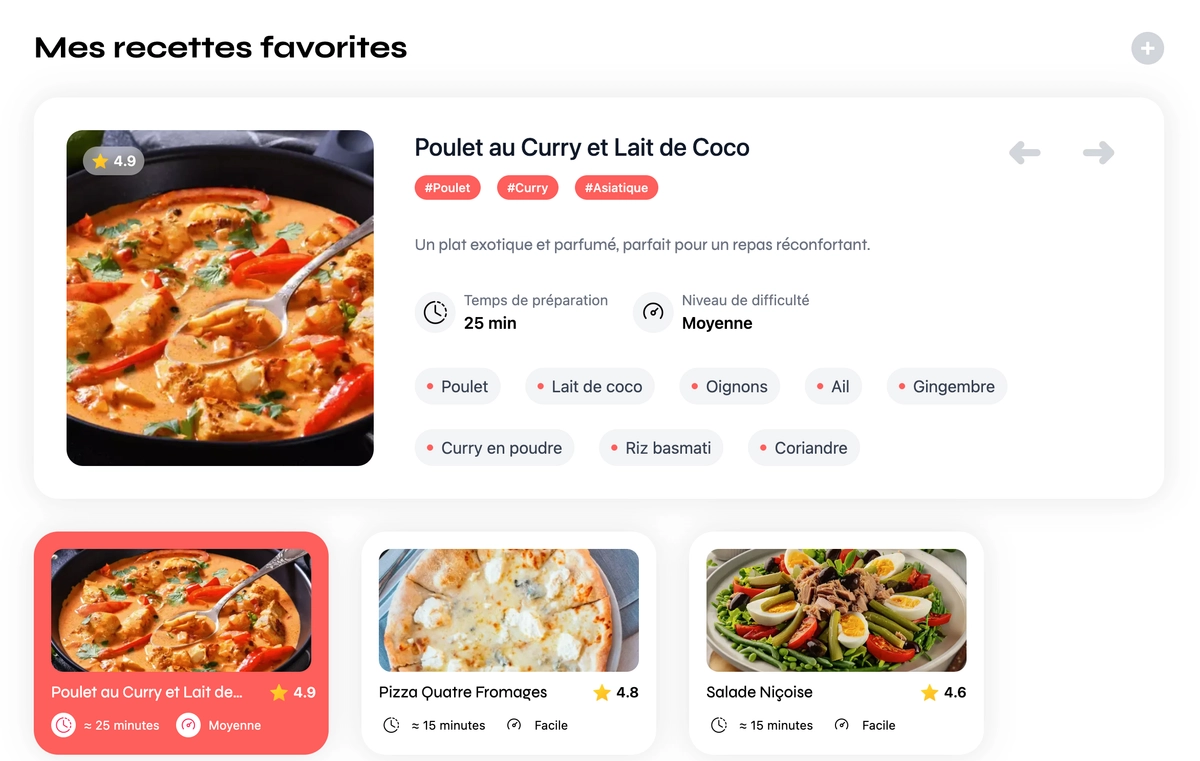 Mes recettes favorites
4.9
Poulet au Curry et Lait de Coco
#Poulet #Curry #Asiatique
Un plat exotique et parfumé, parfait pour un repas réconfortant.
Temps de préparation
25 min
Niveau de difficulté
Moyenne
Poulet Lait de coco Oignons Ail Gingembre
Curry en poudre Riz basmati Coriandre
Poulet au Curry et Lait de... 4.9
≈ 25 minutes Moyenne
Pizza Quatre Fromages 4.8
≈ 15 minutes Facile
Salade Niçoise 4.6
≈ 15 minutes Facile